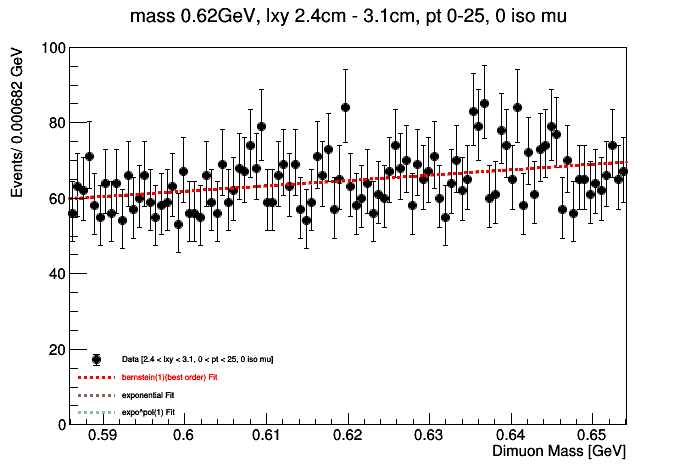 mass 0.62GeV, lxy 2.4cm - 3.1cm, pt 0-25, 0 iso mu
Events/ 0.000682 GeV
100
80
60
40
20
0
Data [2.4 < lxy < 3.1, 0 < pt < 25, 0 iso mu]
bernstein(1)(best order) Fit
exponential Fit
expo^pol(1) Fit
0.59 0.6 0.61 0.62 0.63 0.64 0.65
Dimuon Mass [GeV]